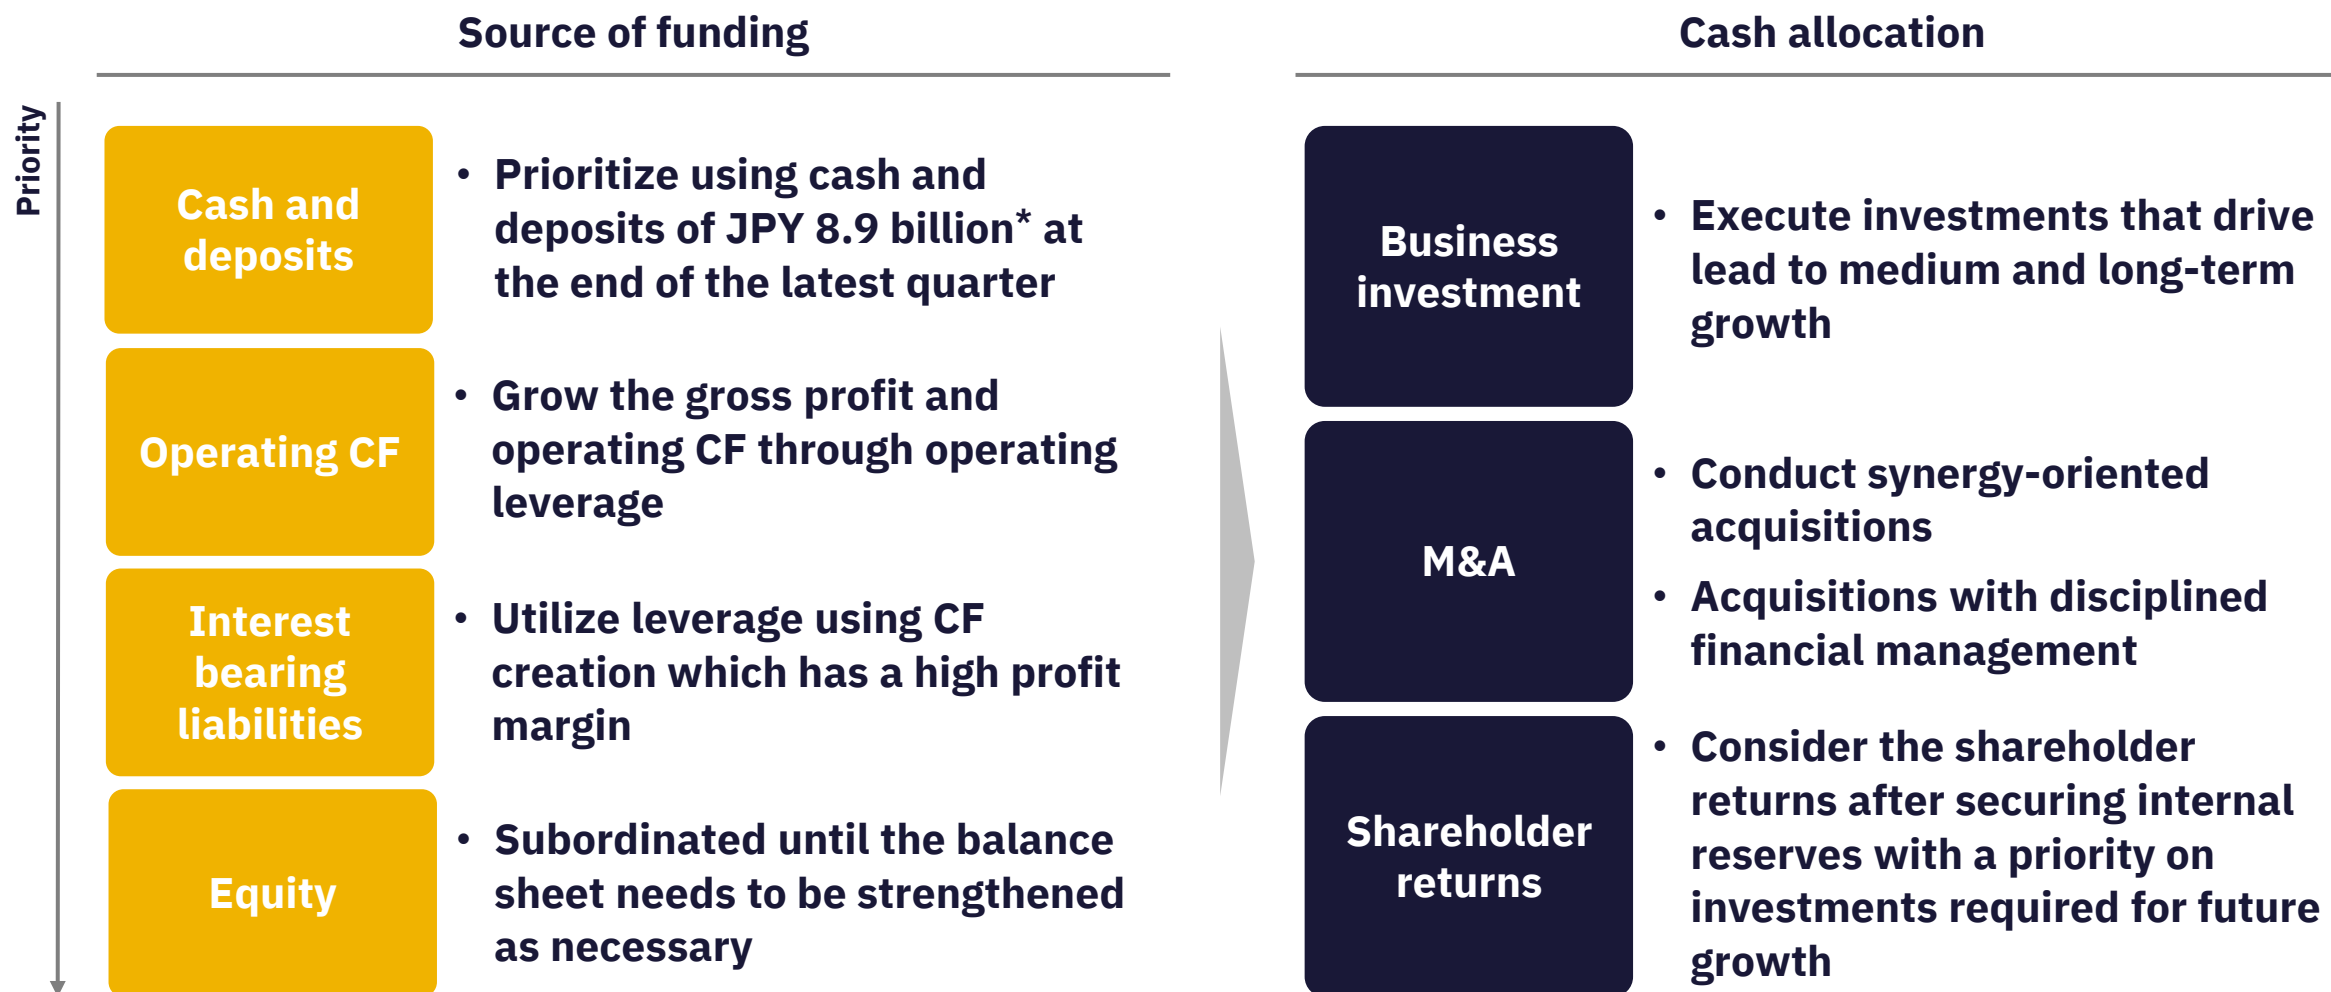 Source of funding
Priority
Cash and
deposits
• Prioritize using cash and
deposits of JPY 8.9 billion* at
the end of the latest quarter
Operating CF
• Grow the gross profit and
operating CF through operating
leverage
Interest
bearing
liabilities
• Utilize leverage using CF
creation which has a high profit
margin
Equity
• Subordinated until the balance
sheet needs to be strengthened
as necessary
Cash allocation
Business
investment
• Execute investments that drive
lead to medium and long-term
growth
M&A
• Conduct synergy-oriented
acquisitions
• Acquisitions with disciplined
financial management
Shareholder
returns
• Consider the shareholder
returns after securing internal
reserves with a priority on
investments required for future
growth